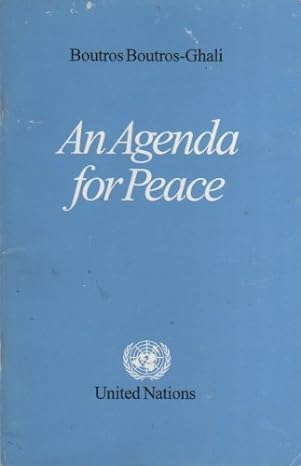 Boutros Boutros-Ghali
An Agenda
for Peace
United Nations